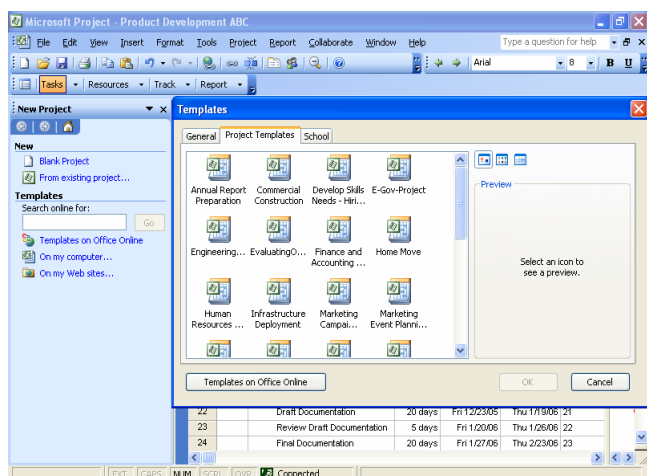 Microsoft Project - Product Development ABC
File Edit View Insert Format Tools Project Report Collaborate Window Help Type a question for help
Arial 8 B U
Tasks Resources Track Report
New Project
New
Blank Project
From existing project...
Templates
Search online for:
Go
Templates on Office Online
On my computer...
On my Web sites...
Templates
General Project Templates School
Annual Report Preparation
Commercial Construction
Develop Skills Needs - Hiri...
E-Gov-Project
Engineering...
EvaluatingO...
Finance and Accounting ...
Home Move
Human Resources ...
Infrastructure Deployment
Marketing Campai...
Marketing Event Planni...
Preview
Select an icon to
see a preview.
Templates on Office Online
OK Cancel
22 Draft Documentation 20 days Fri 12/23/05 Thu 1/19/06 21
23 Review Draft Documentation 5 days Fri 1/20/06 Thu 1/26/06 22
24 Final Documentation 20 days Fri 1/27/06 Thu 2/23/06 23
EXT CAPS NUM SCRL OVR Connected